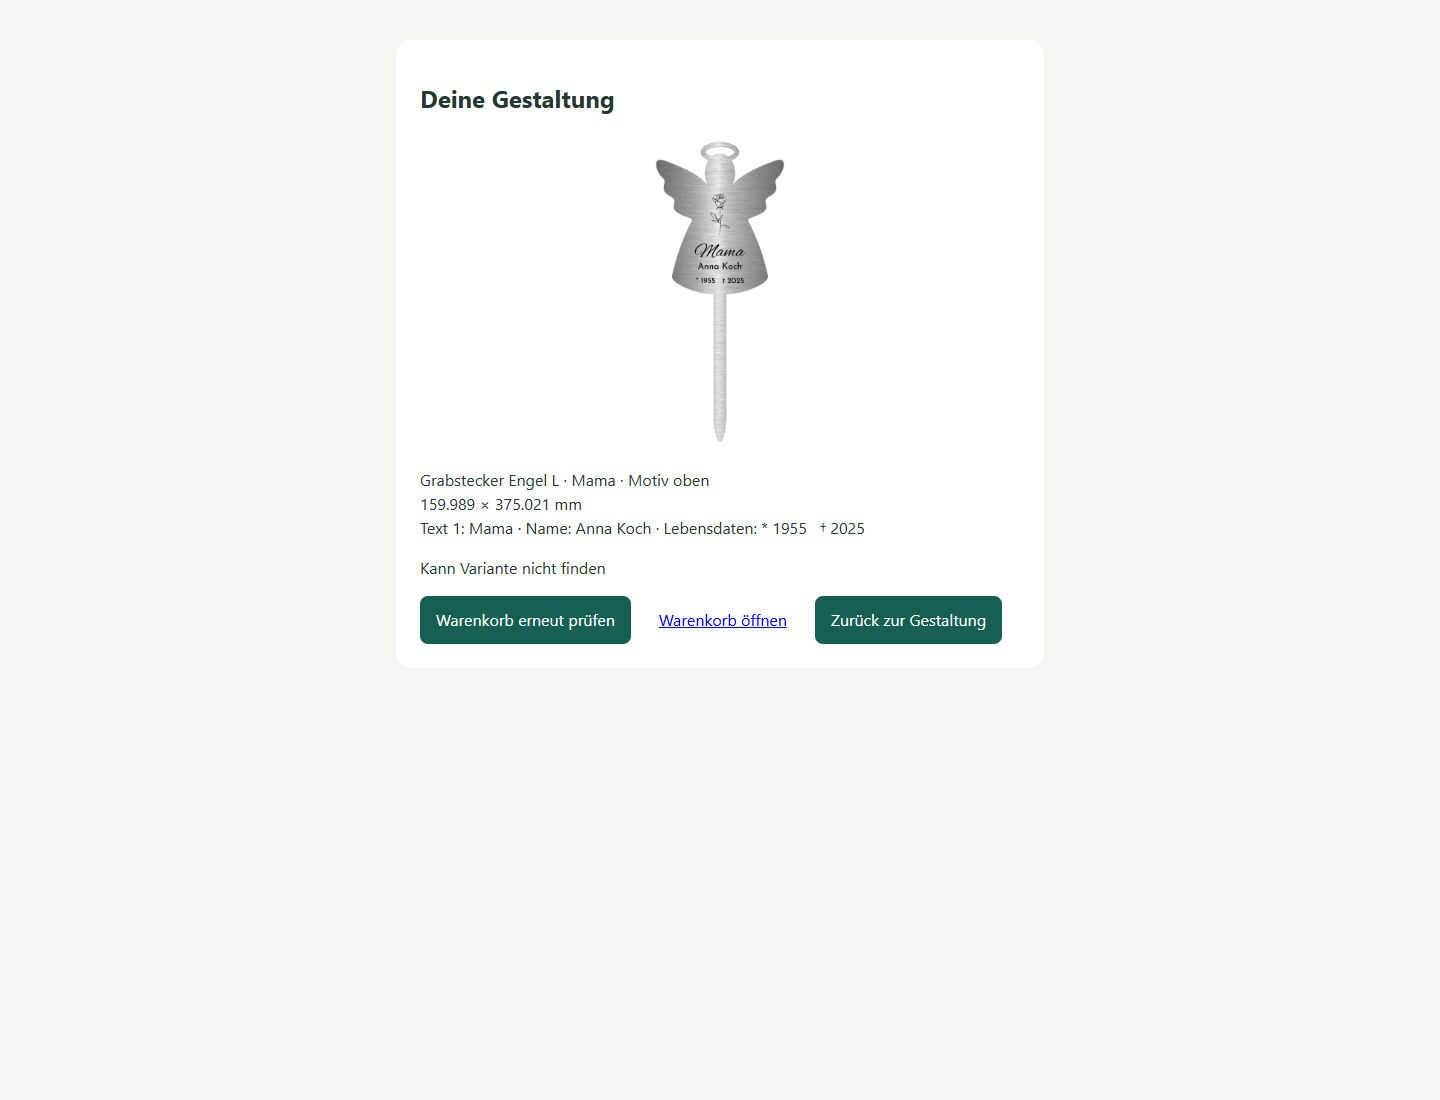 Deine Gestaltung
Mama
Anna Koch
* 1955 † 2025
Grabstecker Engel L · Mama · Motiv oben
159.989 × 375.021 mm
Text 1: Mama · Name: Anna Koch · Lebensdaten: * 1955 † 2025
Kann Variante nicht finden
Warenkorb erneut prüfen
Warenkorb öffnen
Zurück zur Gestaltung